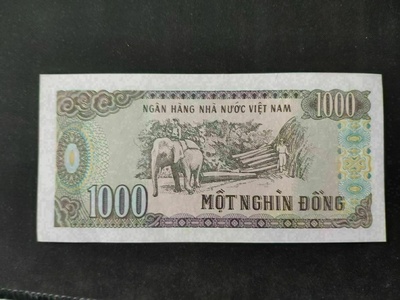 NGÂN HÀNG NHÀ NƯỚC VIỆT NAM
1000
1000
MỘT NGHÌN ĐỒNG